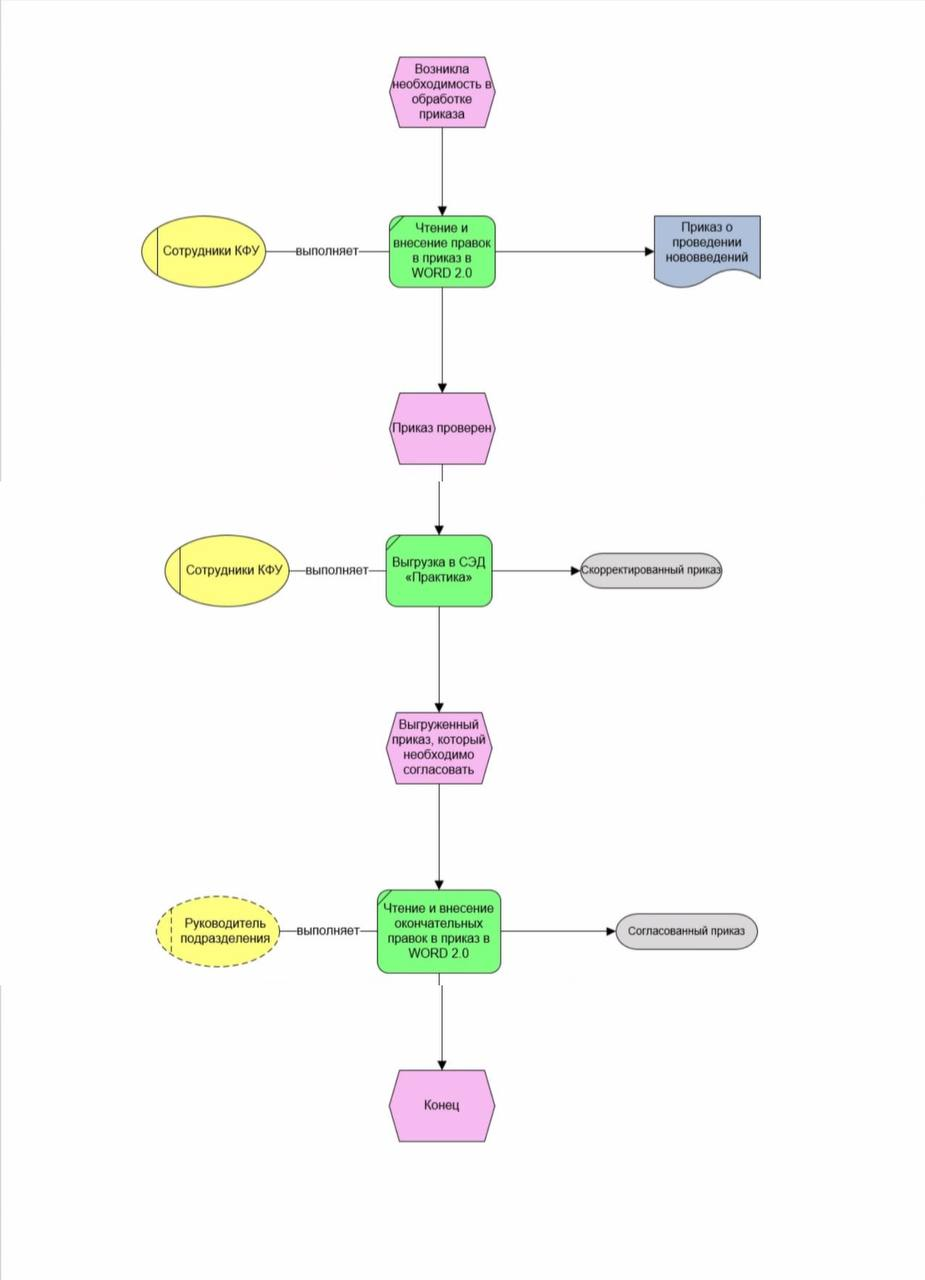 Возникла
необходимость в
обработке
приказа
Сотрудники КФУ
выполняет
Чтение и
внесение правок
в приказ в
WORD 2.0
Приказ о
проведении
нововведений
Приказ проверен
Сотрудники КФУ
выполняет
Выгрузка в СЭД
«Практика»
Скорректированный приказ
Выгруженный
приказ, который
необходимо
согласовать
Руководитель
подразделения
выполняет
Чтение и внесение
окончательных
правок в приказ в
WORD 2.0
Согласованный приказ
Конец